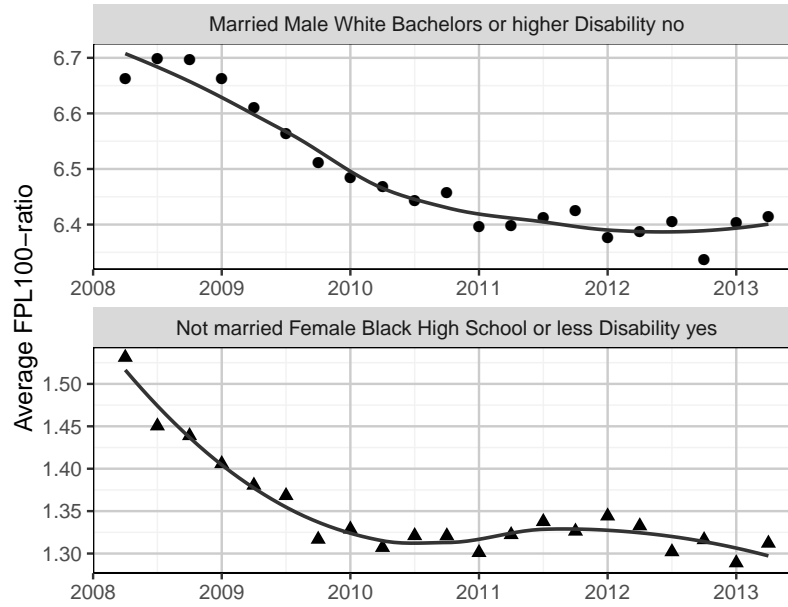 Married Male White Bachelors or higher Disability no
6.7
6.6
6.5
6.4
2008 2009 2010 2011 2012 2013
Not married Female Black High School or less Disability yes
1.50
1.45
1.40
1.35
1.30
2008 2009 2010 2011 2012 2013
Average FPL100−ratio